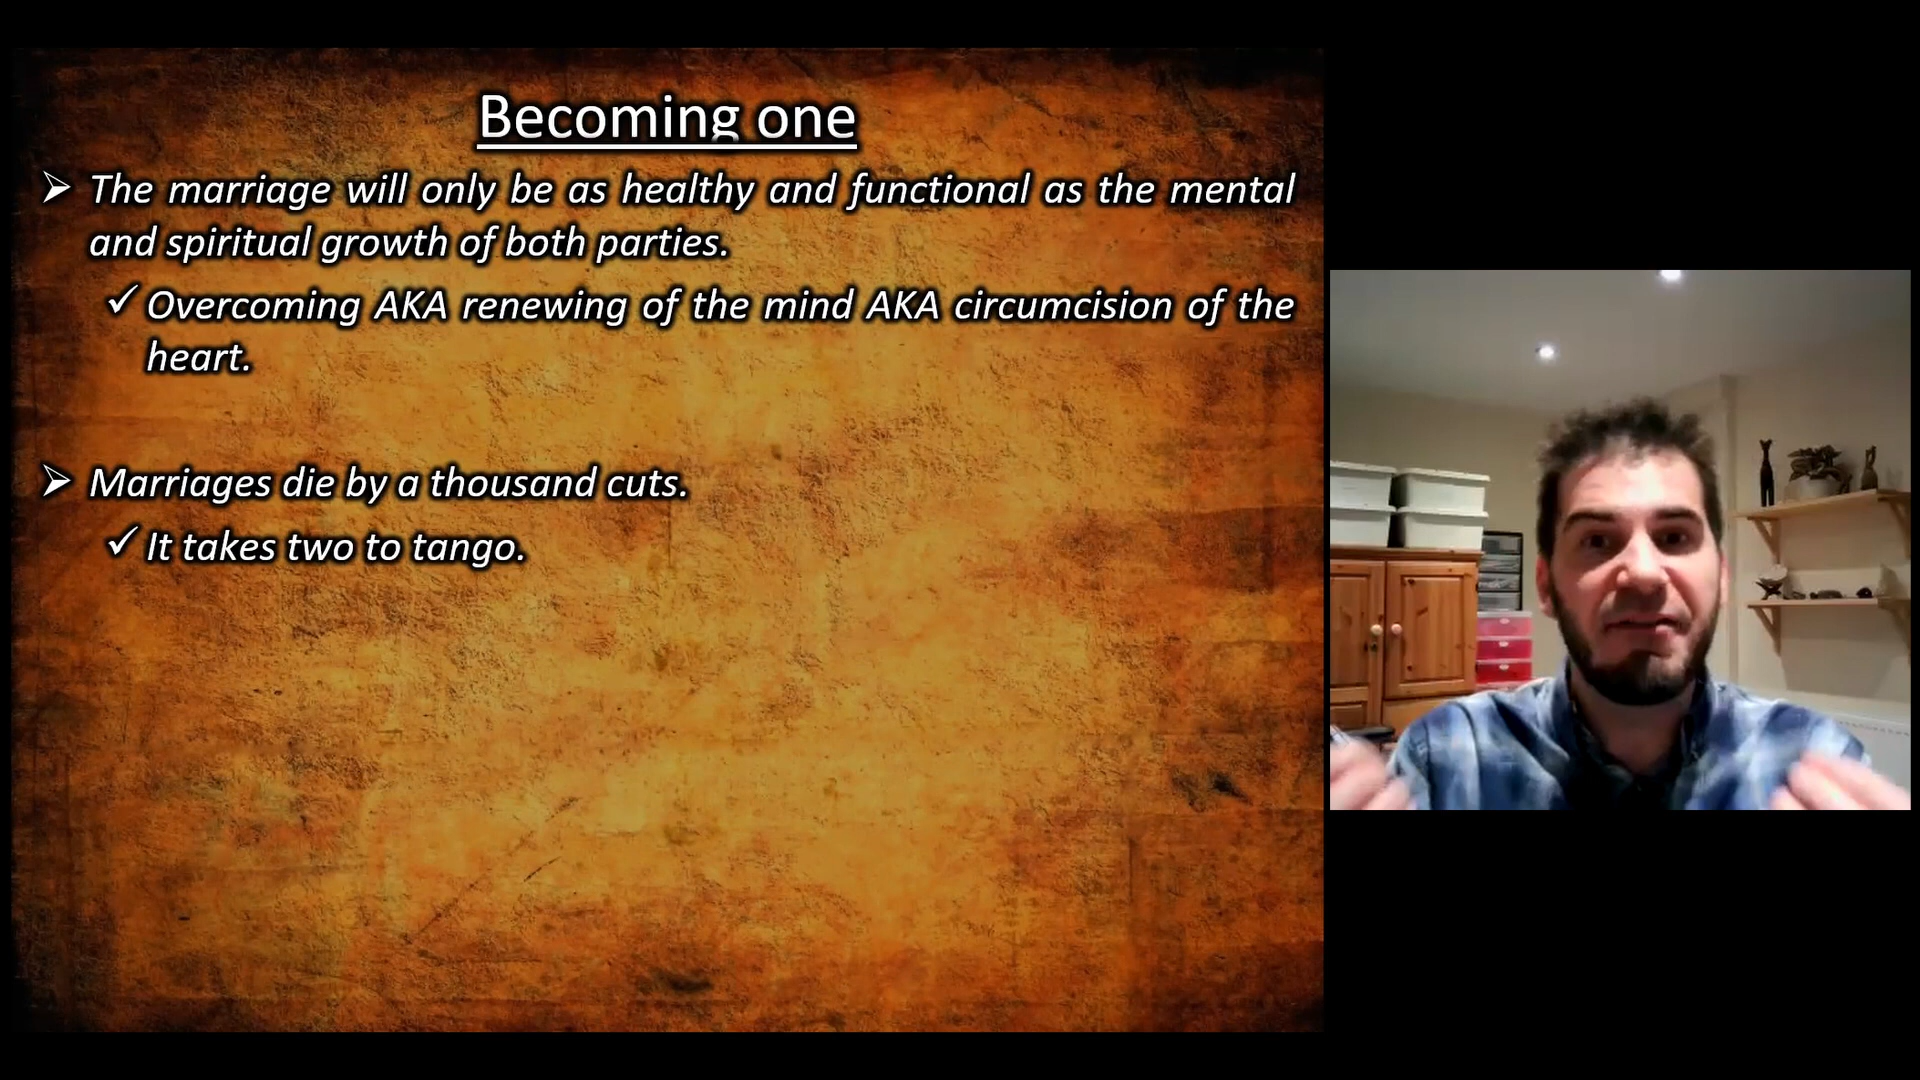 Becoming one
The marriage will only be as healthy and functional as the mental
and spiritual growth of both parties.
Overcoming AKA renewing of the mind AKA circumcision of the
heart.
Marriages die by a thousand cuts.
It takes two to tango.